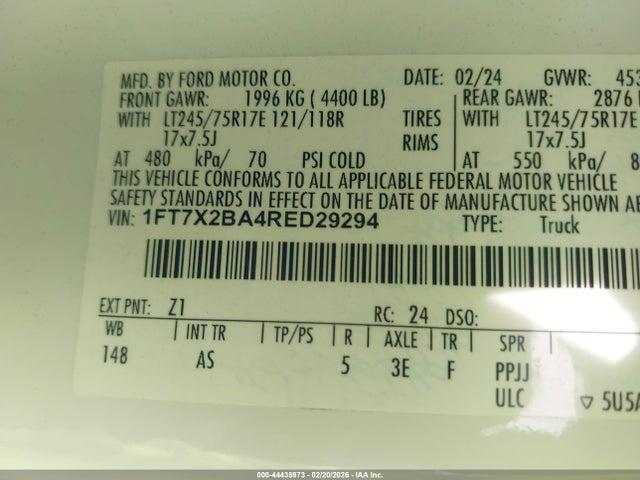 MFD. BY FORD MOTOR CO. DATE: 02/24 GVWR: 453
FRONT GAWR: 1996 KG ( 4400 LB) REAR GAWR: 2876
WITH LT245/75R17E 121/118R TIRES WITH LT245/75R17E
17x7.5J RIMS 17x7.5J
AT 480 kPa/ 70 PSI COLD AT 550 kPa/ 8
THIS VEHICLE CONFORMS TO ALL APPLICABLE FEDERAL MOTOR VEHICLE
SAFETY STANDARDS IN EFFECT ON THE DATE OF MANUFACTURE SHOWN AB
VIN: 1FT7X2BA4RED29294 TYPE: Truck
EXT PNT: Z1 RC: 24 DSO:
WB | INT TR | TP/PS | R | AXLE | TR | SPR
148 AS 5 3E F PPJJ
ULC ▽ 5U5A
000-44435973 - 02/20/2026 - IAA Inc.